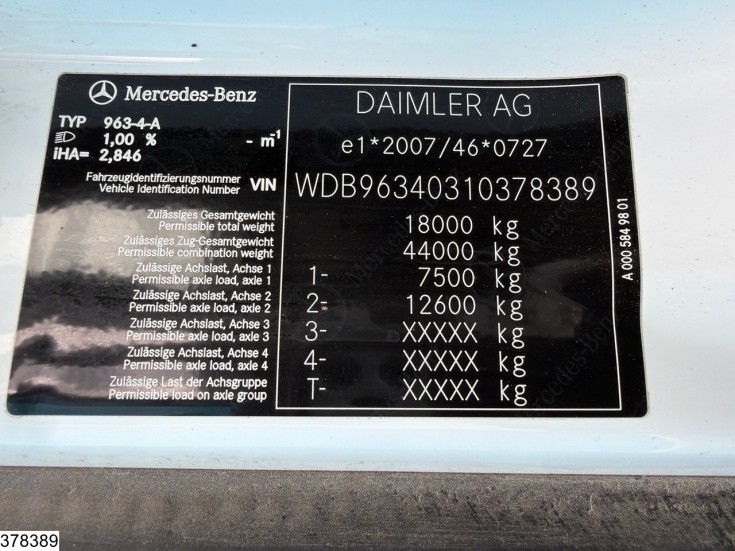 Mercedes-Benz
TYP 963-4-A
1,00 % - m⁻¹
iHA= 2,846
Fahrzeugidentifizierungsnummer
Vehicle Identification Number VIN
Zulässiges Gesamtgewicht
Permissible total weight
Zulässiges Zug-Gesamtgewicht
Permissible combination weight
Zulässige Achslast, Achse 1
Permissible axle load, axle 1
Zulässige Achslast, Achse 2
Permissible axle load, axle 2
Zulässige Achslast, Achse 3
Permissible axle load, axle 3
Zulässige Achslast, Achse 4
Permissible axle load, axle 4
Zulässige Last der Achsgruppe
Permissible load on axle group
DAIMLER AG
e1*2007/46*0727
WDB96340310378389
18000 kg
44000 kg
1- 7500 kg
2- 12600 kg
3- XXXXX kg
4- XXXXX kg
T- XXXXX kg
A 000 584 98 01
378389